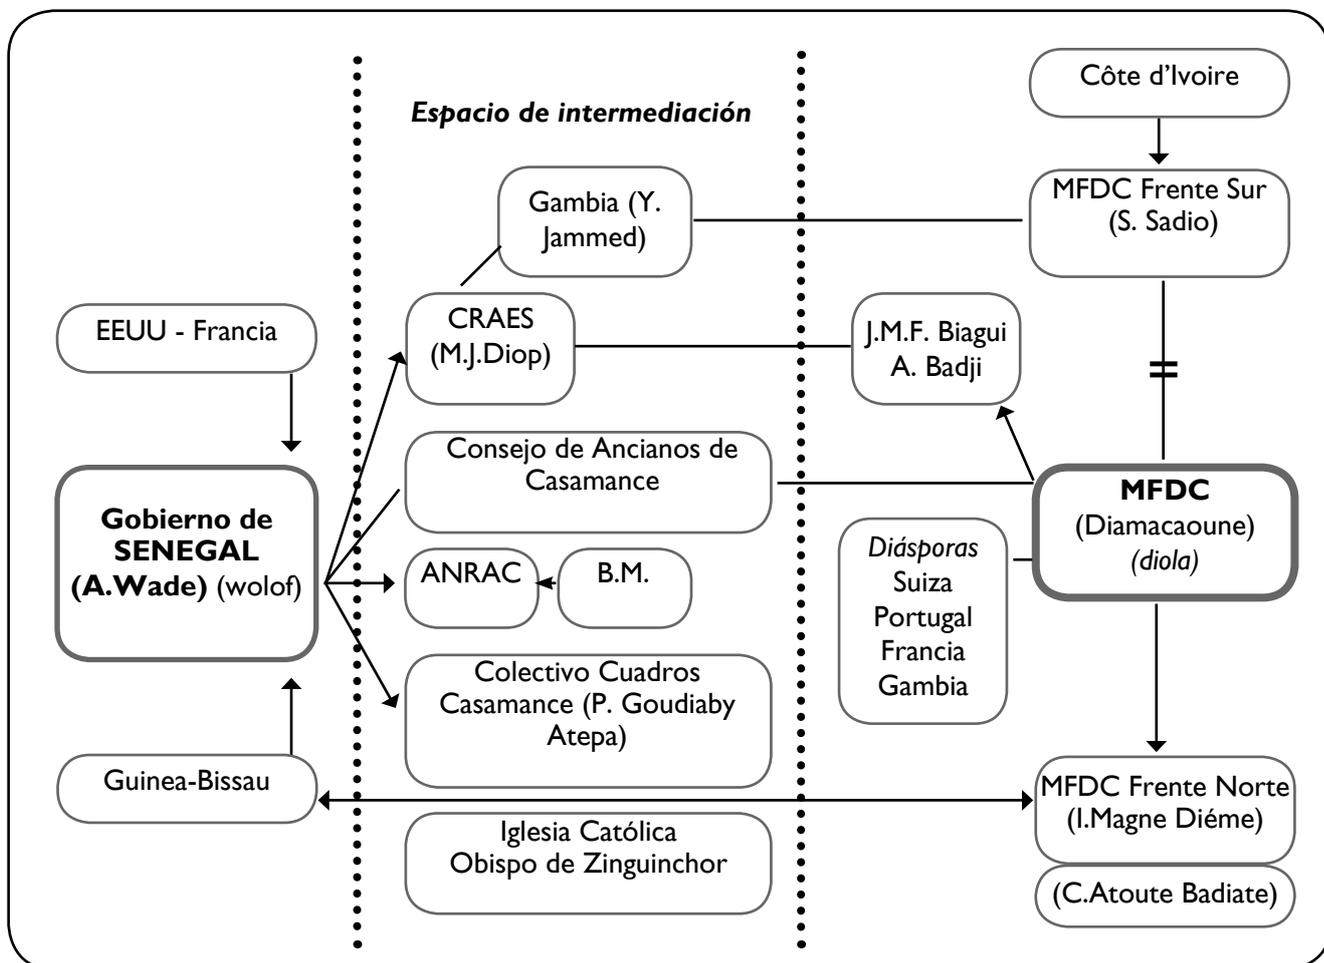 Côte d'Ivoire
Espacio de intermediación
MFDC Frente Sur
(S. Sadio)
Gambia (Y.
Jammed)
EEUU - Francia
CRAES
(M.J.Diop)
J.M.F. Biagui
A. Badji
Consejo de Ancianos de
Casamance
Gobierno de
SENEGAL
(A.Wade) (wolof)
MFDC
(Diamacaoune)
(diola)
ANRAC
B.M.
Diásporas
Suiza
Portugal
Francia
Gambia
Colectivo Cuadros
Casamance (P. Goudiaby
Atepa)
Guinea-Bissau
MFDC Frente Norte
(I.Magne Diéme)
Iglesia Católica
Obispo de Zinguinchor
(C.Atoute Badiate)